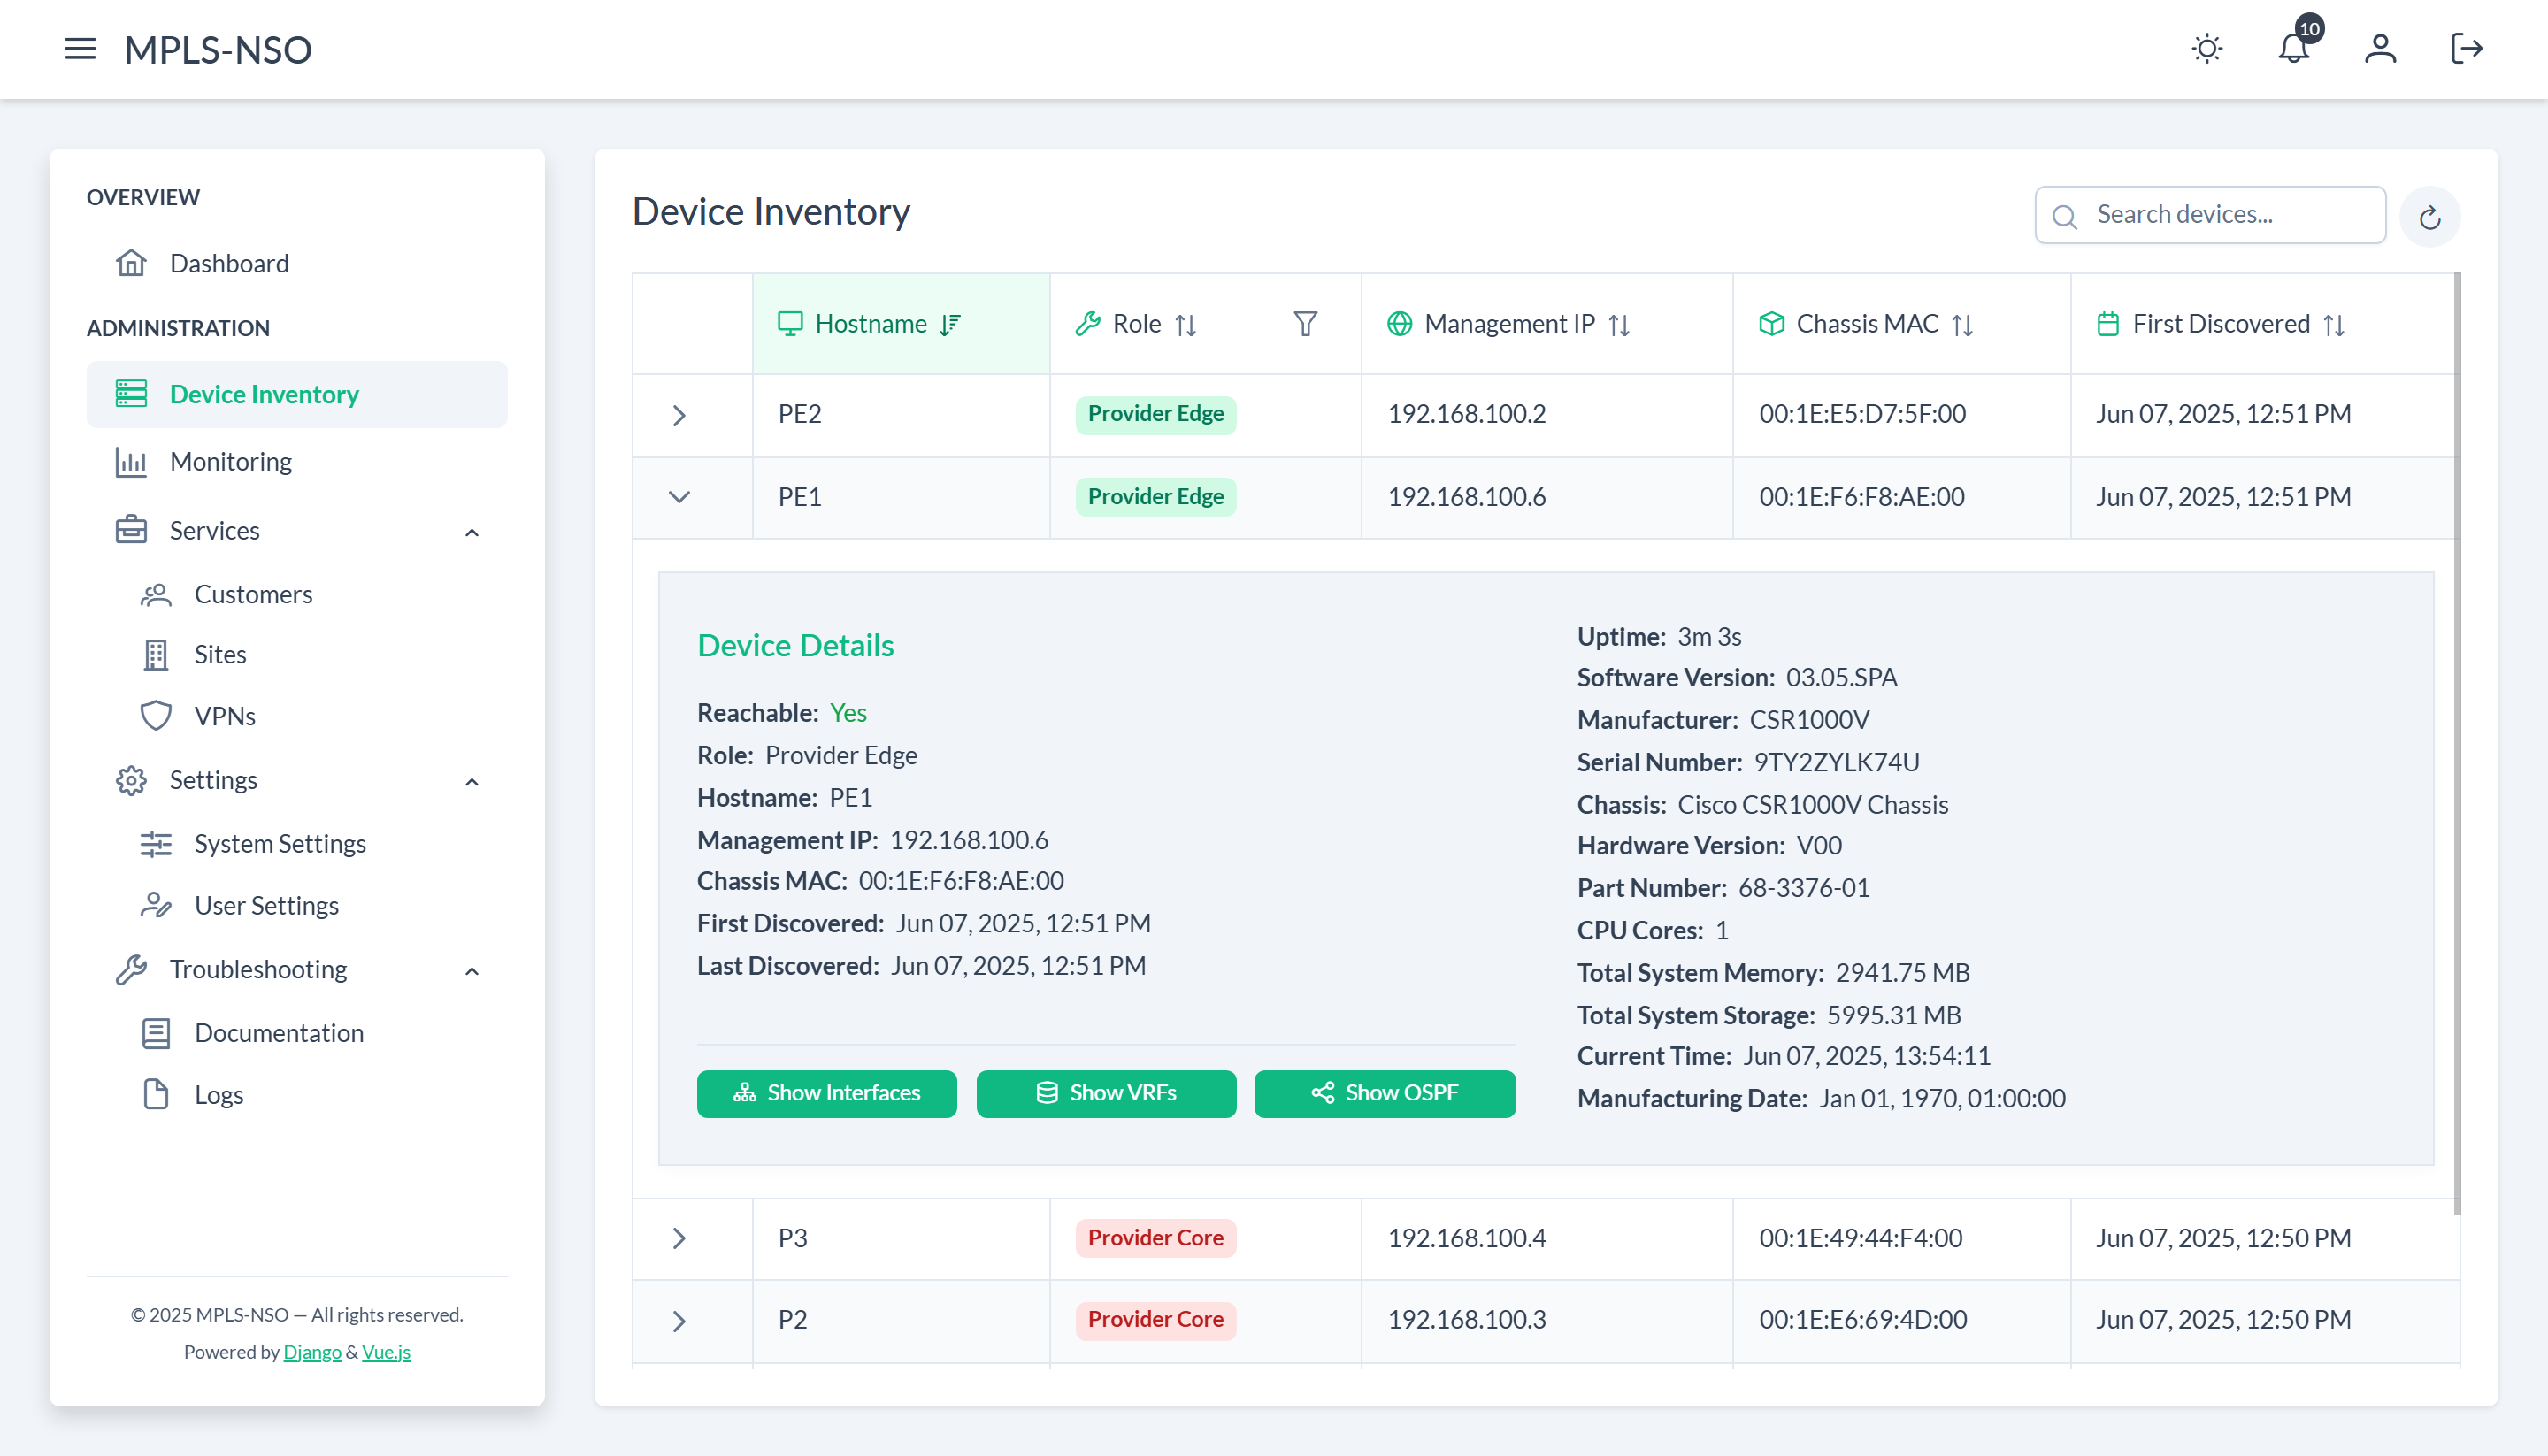 MPLS-NSO
10
OVERVIEW
Dashboard
ADMINISTRATION
Device Inventory
Monitoring
Services
Customers
Sites
VPNs
Settings
System Settings
User Settings
Troubleshooting
Documentation
Logs
© 2025 MPLS-NSO — All rights reserved.
Powered by Django & Vue.js
Device Inventory
Search devices...
Hostname Role Management IP Chassis MAC First Discovered
PE2 Provider Edge 192.168.100.2 00:1E:E5:D7:5F:00 Jun 07, 2025, 12:51 PM
PE1 Provider Edge 192.168.100.6 00:1E:F6:F8:AE:00 Jun 07, 2025, 12:51 PM
Device Details
Reachable: Yes
Role: Provider Edge
Hostname: PE1
Management IP: 192.168.100.6
Chassis MAC: 00:1E:F6:F8:AE:00
First Discovered: Jun 07, 2025, 12:51 PM
Last Discovered: Jun 07, 2025, 12:51 PM
Show Interfaces Show VRFs Show OSPF
Uptime: 3m 3s
Software Version: 03.05.SPA
Manufacturer: CSR1000V
Serial Number: 9TY2ZYLK74U
Chassis: Cisco CSR1000V Chassis
Hardware Version: V00
Part Number: 68-3376-01
CPU Cores: 1
Total System Memory: 2941.75 MB
Total System Storage: 5995.31 MB
Current Time: Jun 07, 2025, 13:54:11
Manufacturing Date: Jan 01, 1970, 01:00:00
P3 Provider Core 192.168.100.4 00:1E:49:44:F4:00 Jun 07, 2025, 12:50 PM
P2 Provider Core 192.168.100.3 00:1E:E6:69:4D:00 Jun 07, 2025, 12:50 PM